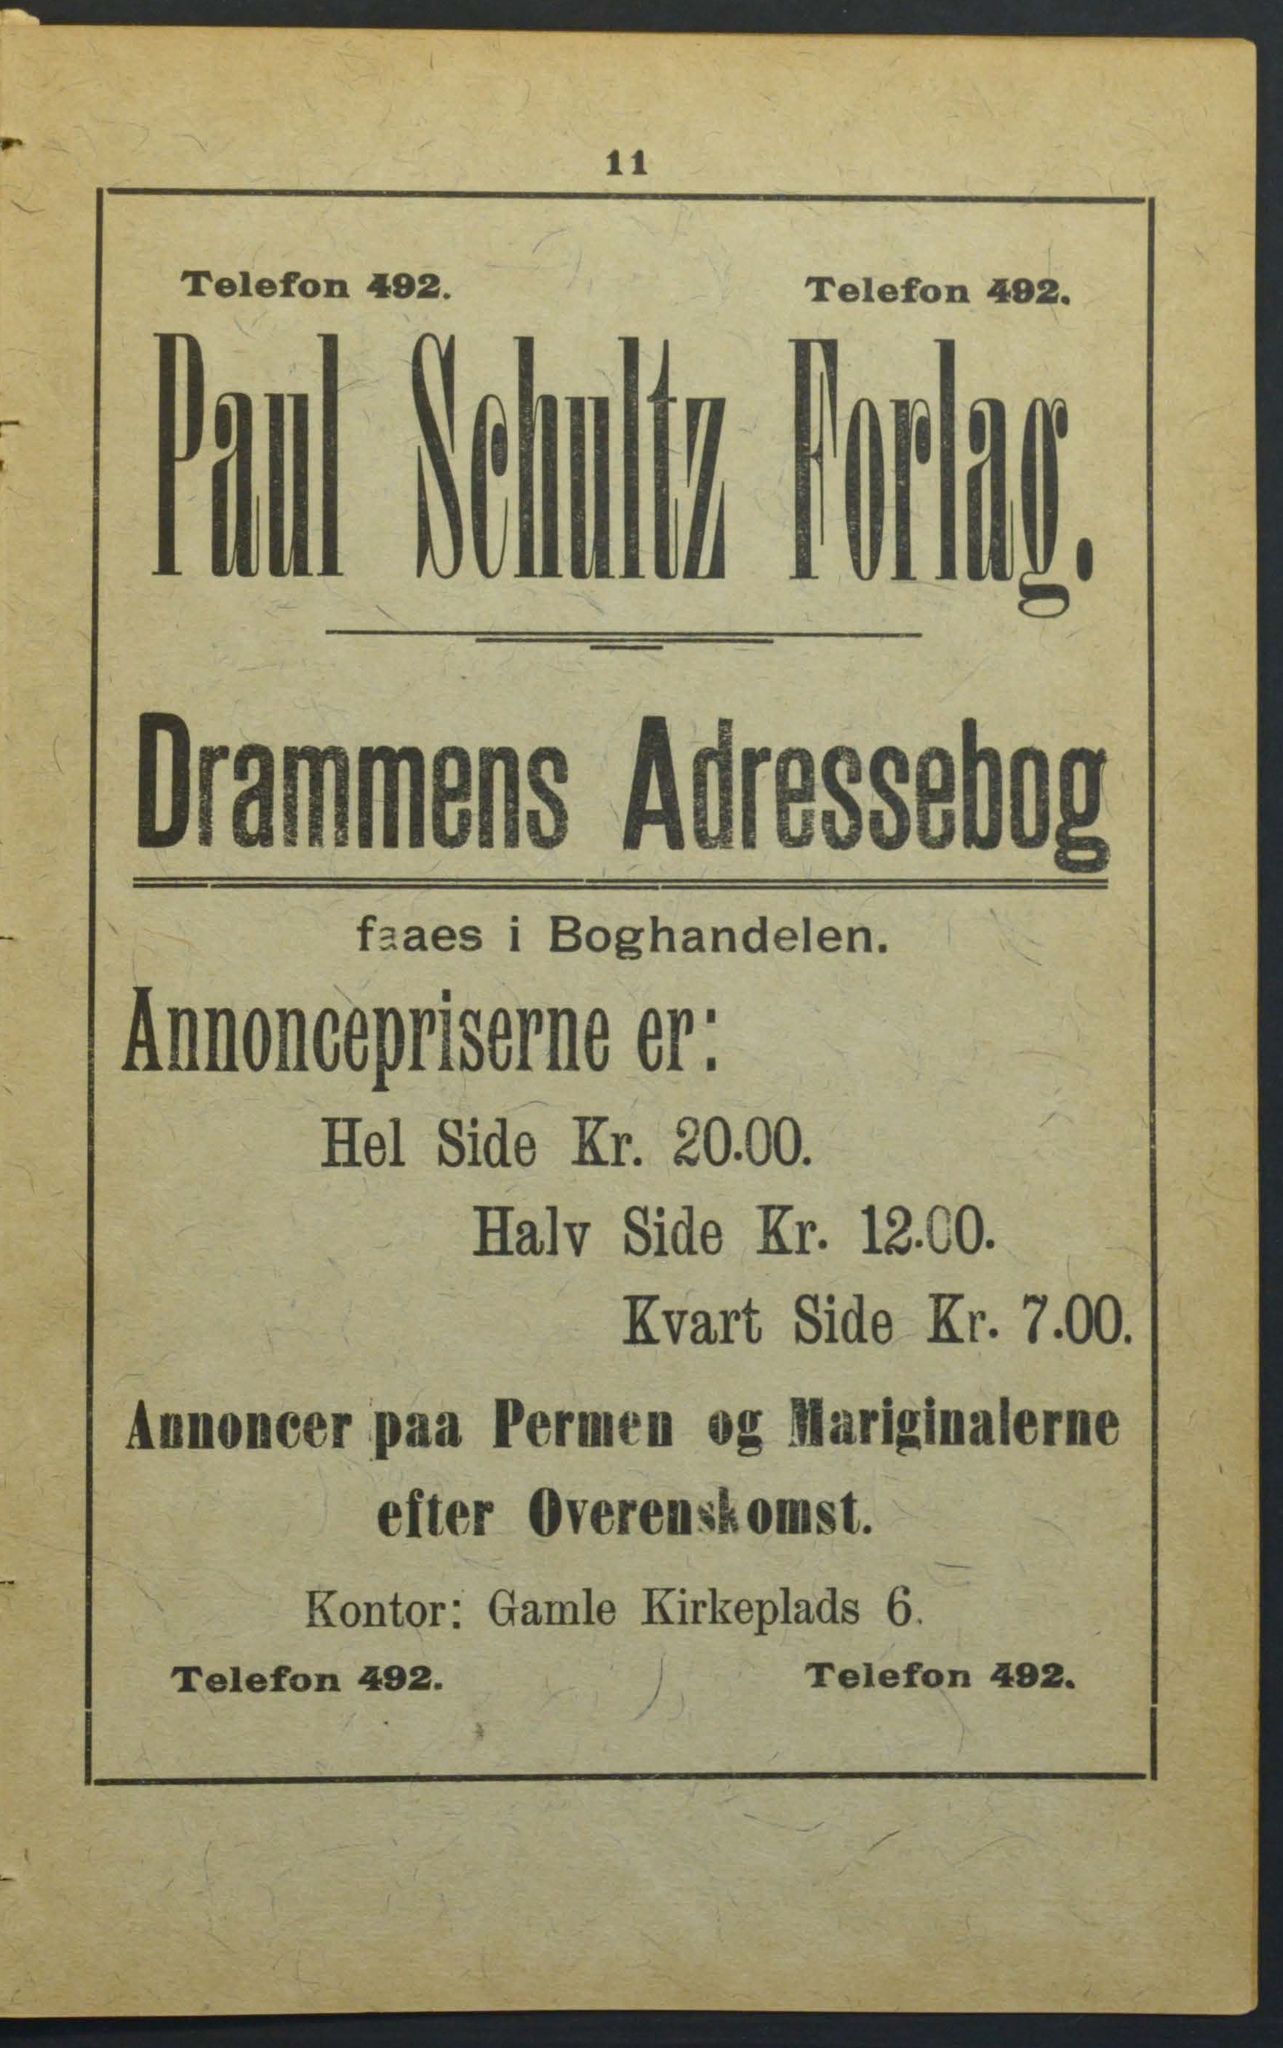 11
Telefon 492. Telefon 492.
Paul Schultz Forlag.
Drammens Adressebog
faaes i Boghandelen.
Annoncepriserne er:
Hel Side Kr. 20.00.
Halv Side Kr. 12.00.
Kvart Side Kr. 7.00.
Annoncer paa Permen og Mariginalerne
efter Overenskomst.
Kontor: Gamle Kirkeplads 6.
Telefon 492. Telefon 492.